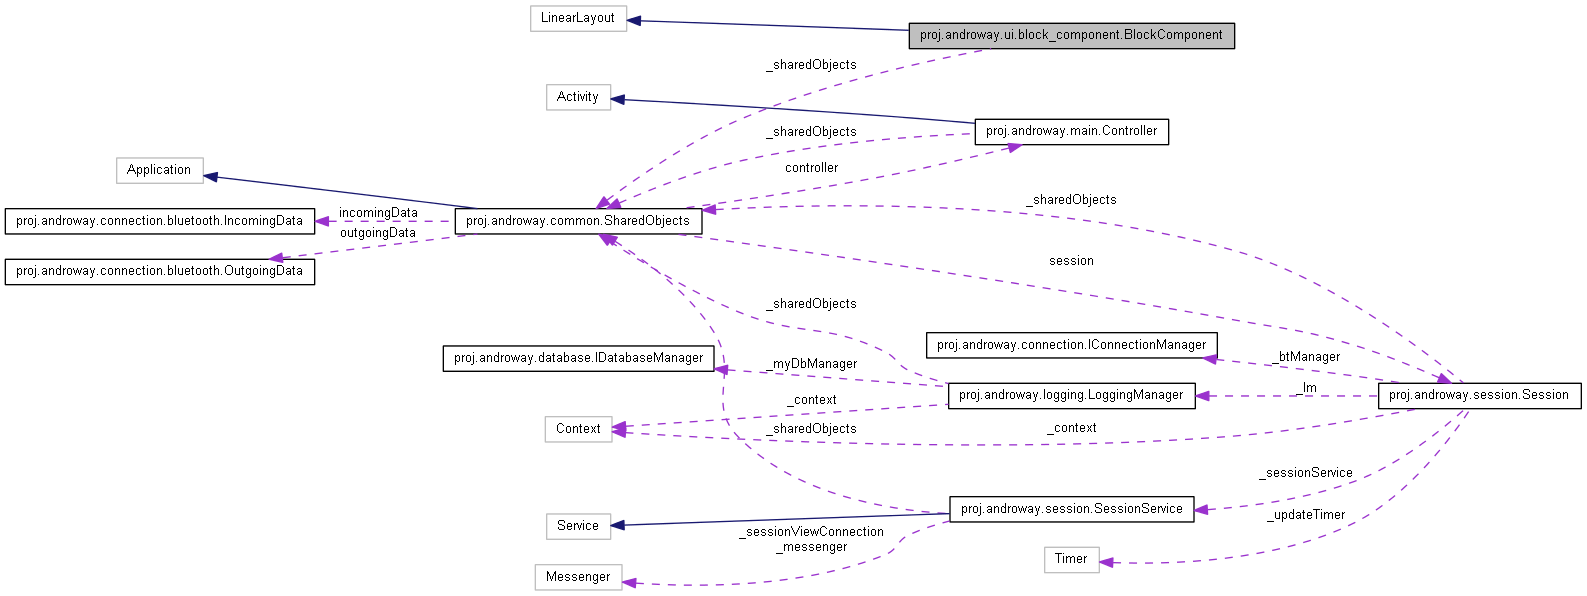 LinearLayout
proj.androway.ui.block_component.BlockComponent
_sharedObjects
Activity
proj.androway.main.Controller
_sharedObjects
controller
Application
_sharedObjects
incomingData
proj.androway.connection.bluetooth.IncomingData
proj.androway.common.SharedObjects
outgoingData
session
proj.androway.connection.bluetooth.OutgoingData
_sharedObjects
proj.androway.connection.IConnectionManager
proj.androway.database.IDatabaseManager
_btManager
_myDbManager
_lm
proj.androway.logging.LoggingManager
proj.androway.session.Session
_context
Context
_sharedObjects
_context
_sessionService
proj.androway.session.SessionService
_updateTimer
Service
_sessionViewConnection
_messenger
Timer
Messenger